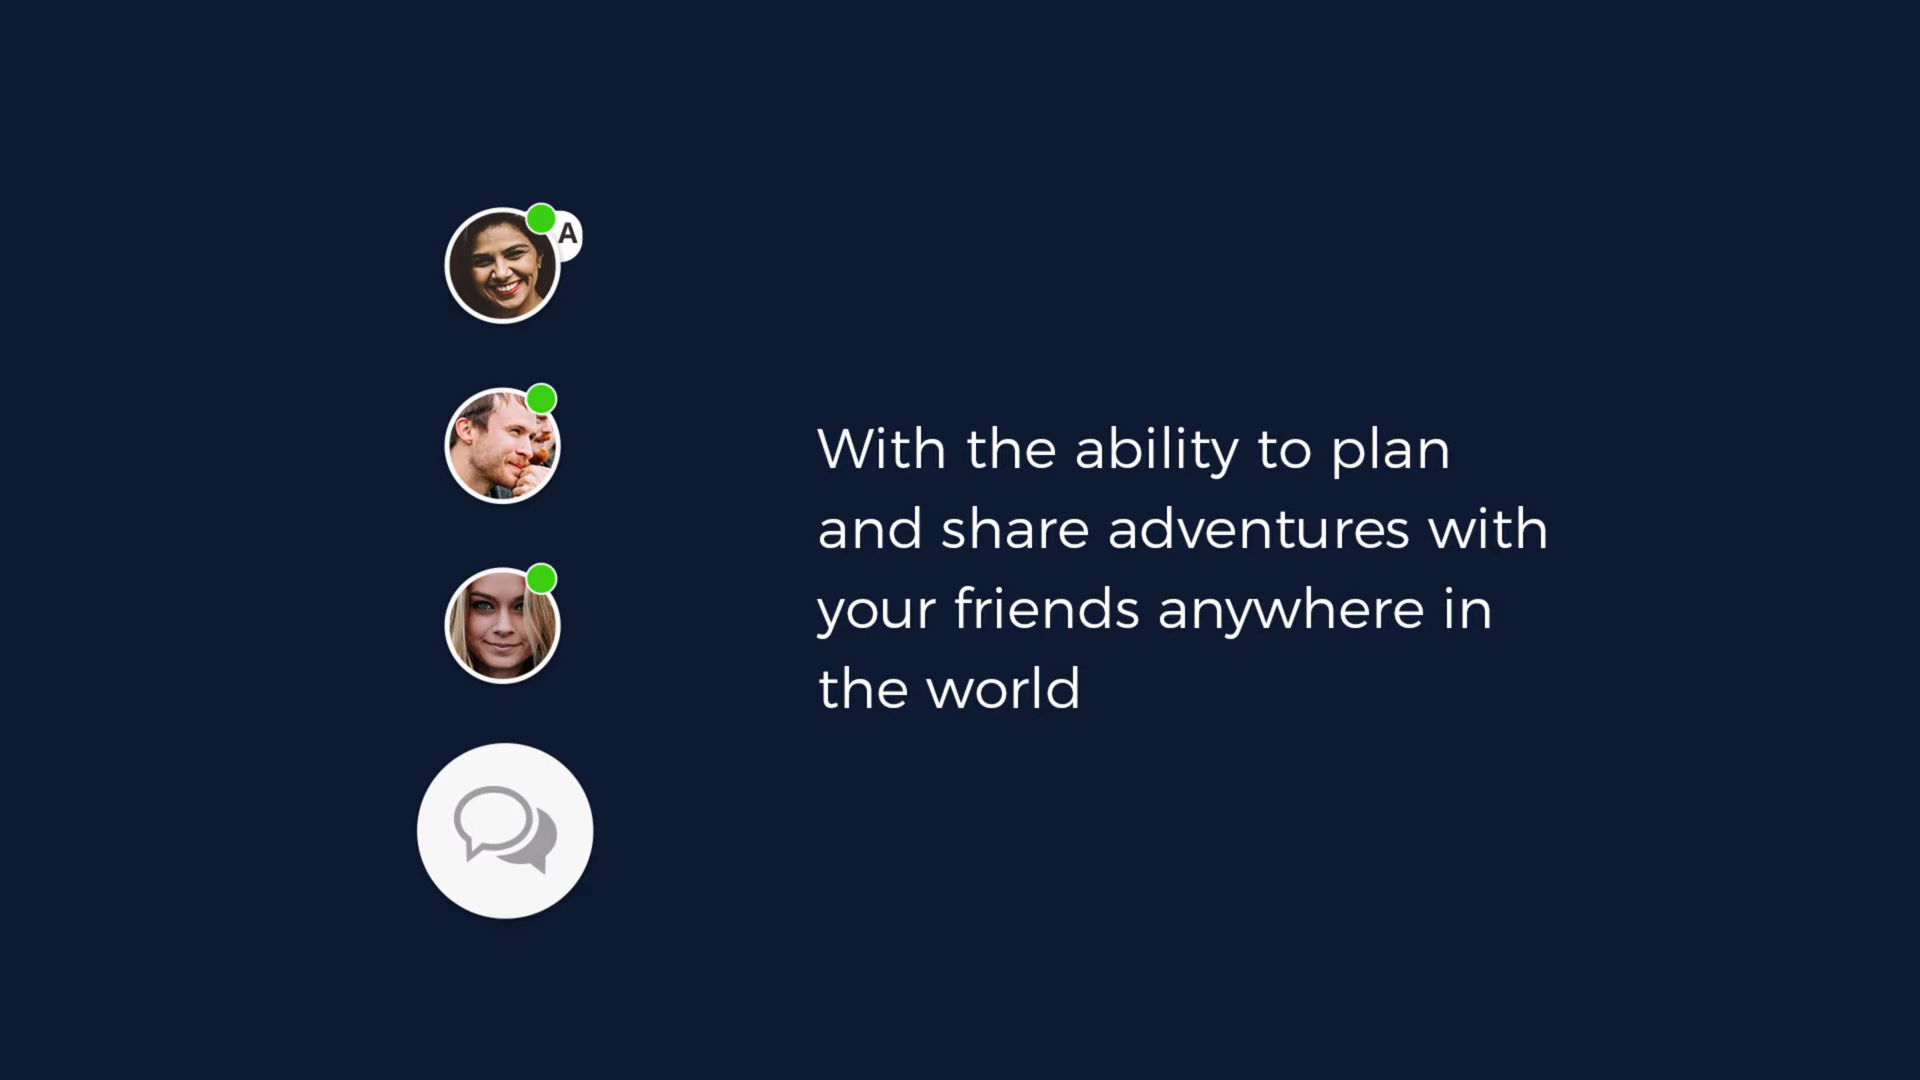 A
With the ability to plan
and share adventures with
your friends anywhere in
the world